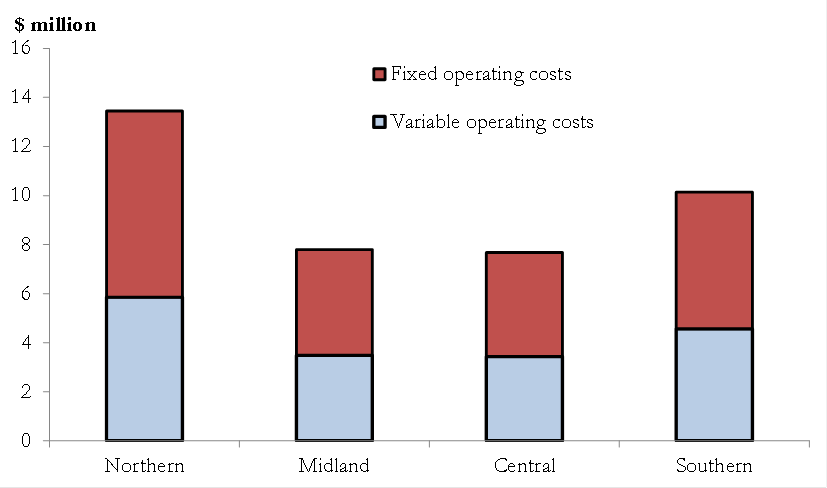 $ million
16
14
12
10
8
6
4
2
0
Fixed operating costs
Variable operating costs
Northern Midland Central Southern